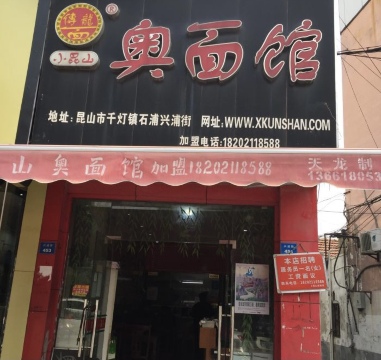 傳龍
小昆山
®
奥面馆
地址:昆山市千灯镇石浦兴浦街 网址:WWW.XKUNSHAN.COM
加盟电话:18202118588
山奥面馆加盟18202118588
天龙制
本店招聘